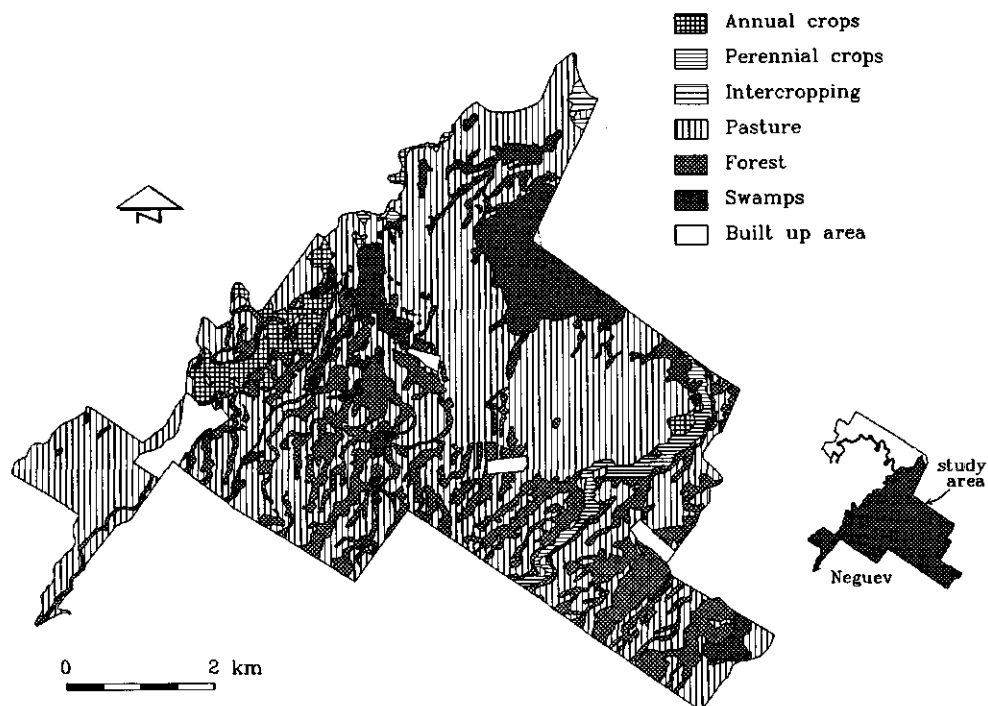 Annual crops
Perennial crops
Intercropping
Pasture
Forest
Swamps
Built up area
N
study
area
Neguev
0 2 km